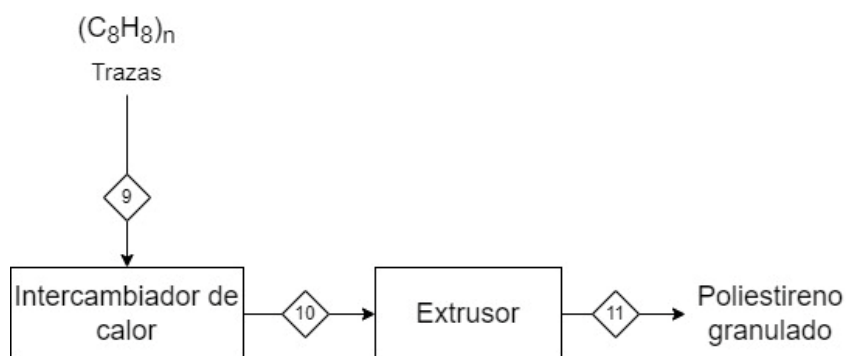 (C₈H₈)ₙ
Trazas
9
Intercambiador de
calor
10
Extrusor
11
Poliestireno
granulado